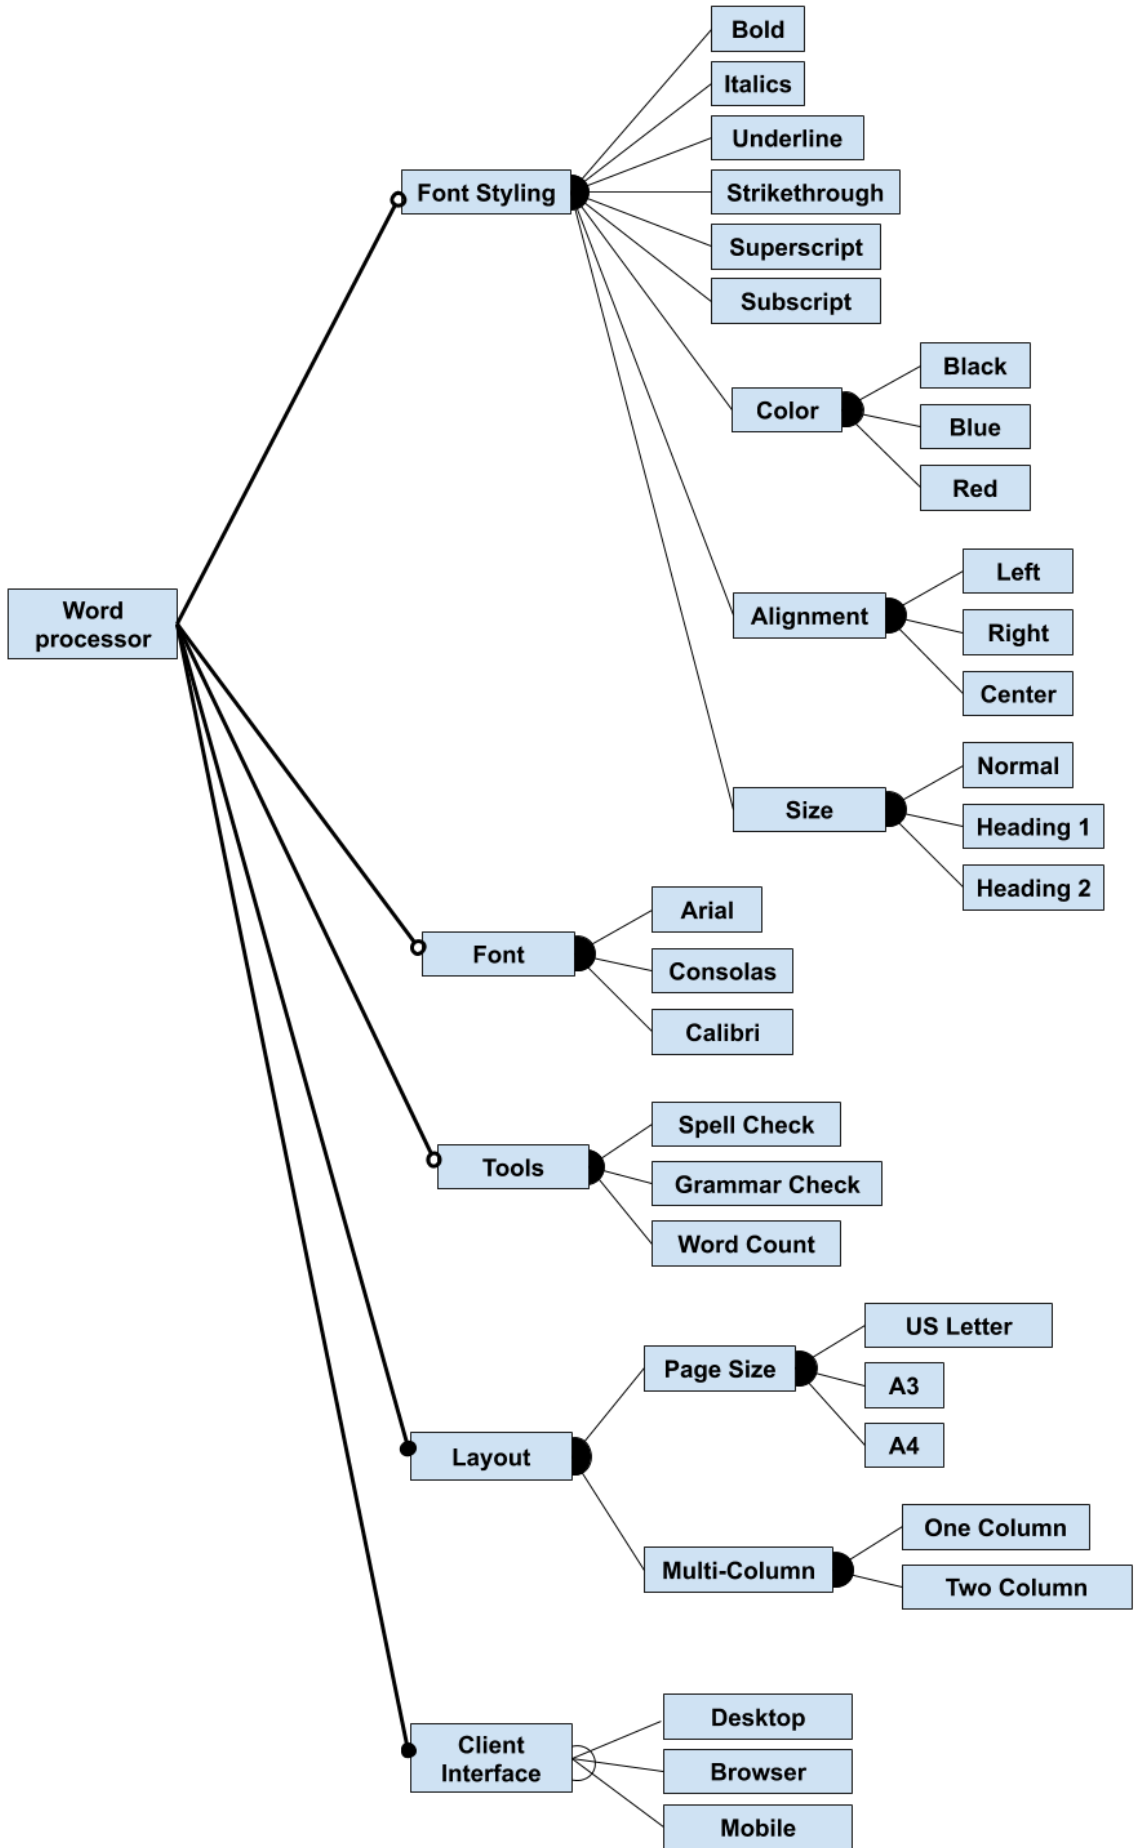 Bold
Italics
Underline
Font Styling
Strikethrough
Superscript
Subscript
Black
Color
Blue
Red
Left
Word
processor
Alignment
Right
Center
Normal
Size
Heading 1
Heading 2
Arial
Font
Consolas
Calibri
Spell Check
Tools
Grammar Check
Word Count
US Letter
Page Size
A3
A4
Layout
One Column
Multi-Column
Two Column
Desktop
Client
Interface
Browser
Mobile